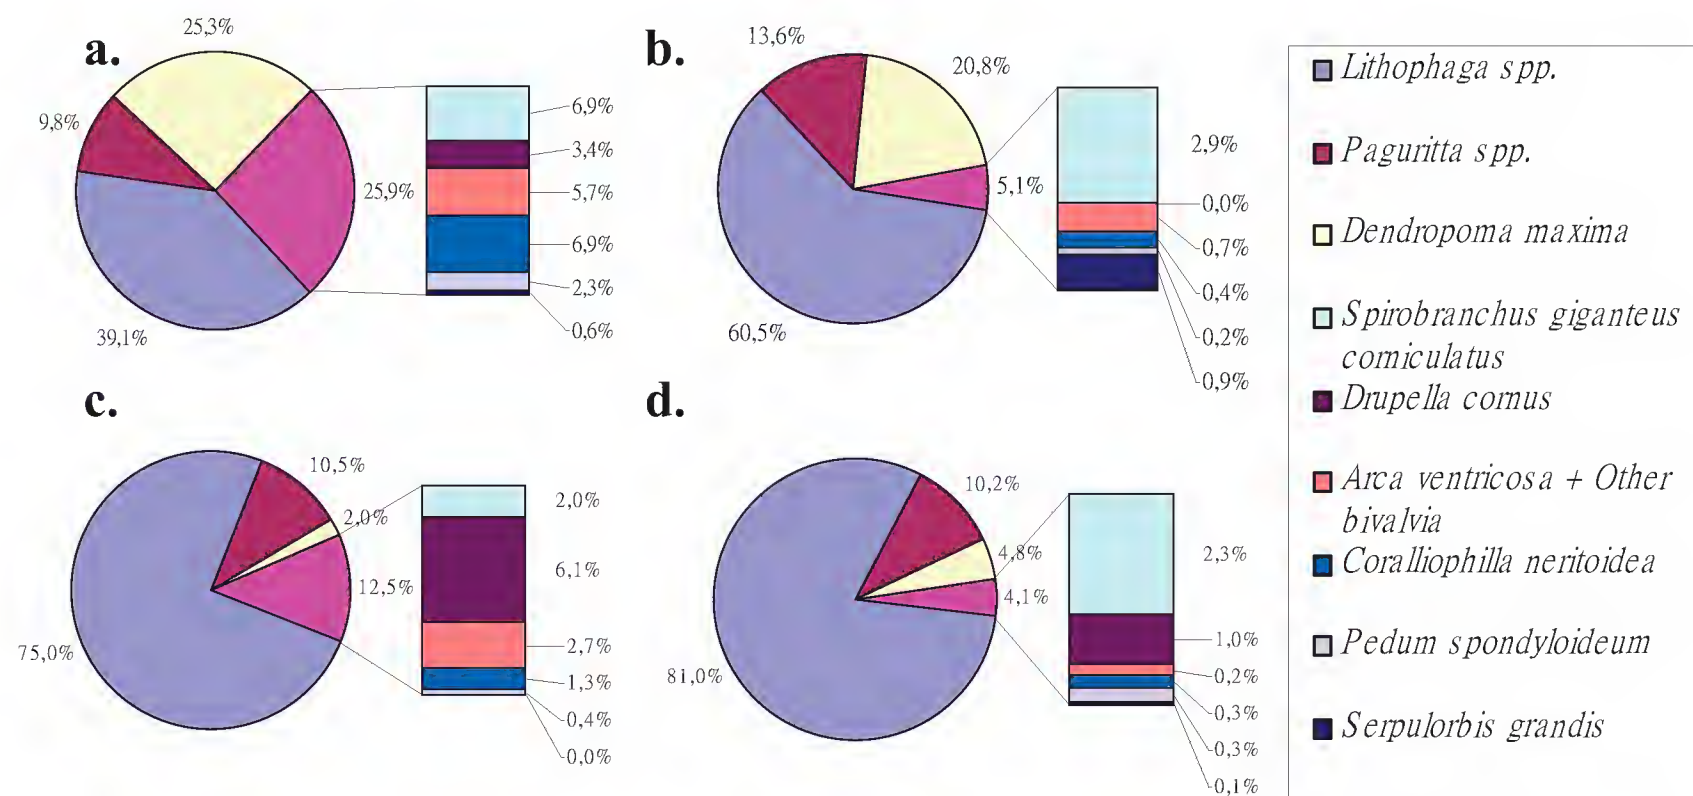 a.
25,3%
9,8%
25,9%
39,1%
6,9%
3,4%
5,7%
6,9%
2,3%
0,6%
b.
13,6%
20,8%
5,1%
60,5%
2,9%
0,0%
0,7%
0,4%
0,2%
0,9%
c.
10,5%
2,0%
12,5%
75,0%
2,0%
6,1%
2,7%
1,3%
0,4%
0,0%
d.
10,2%
4,8%
4,1%
81,0%
2,3%
1,0%
0,2%
0,3%
0,3%
0,1%
Lithophaga spp.
Paguritta spp.
Dendropoma maxima
Spirobranchus giganteus
corniculatus
Drupella cornus
Arca ventricosa + Other
bivalvia
Coralliophilla neritoidea
Pedum spondyloideum
Serpulorbis grandis